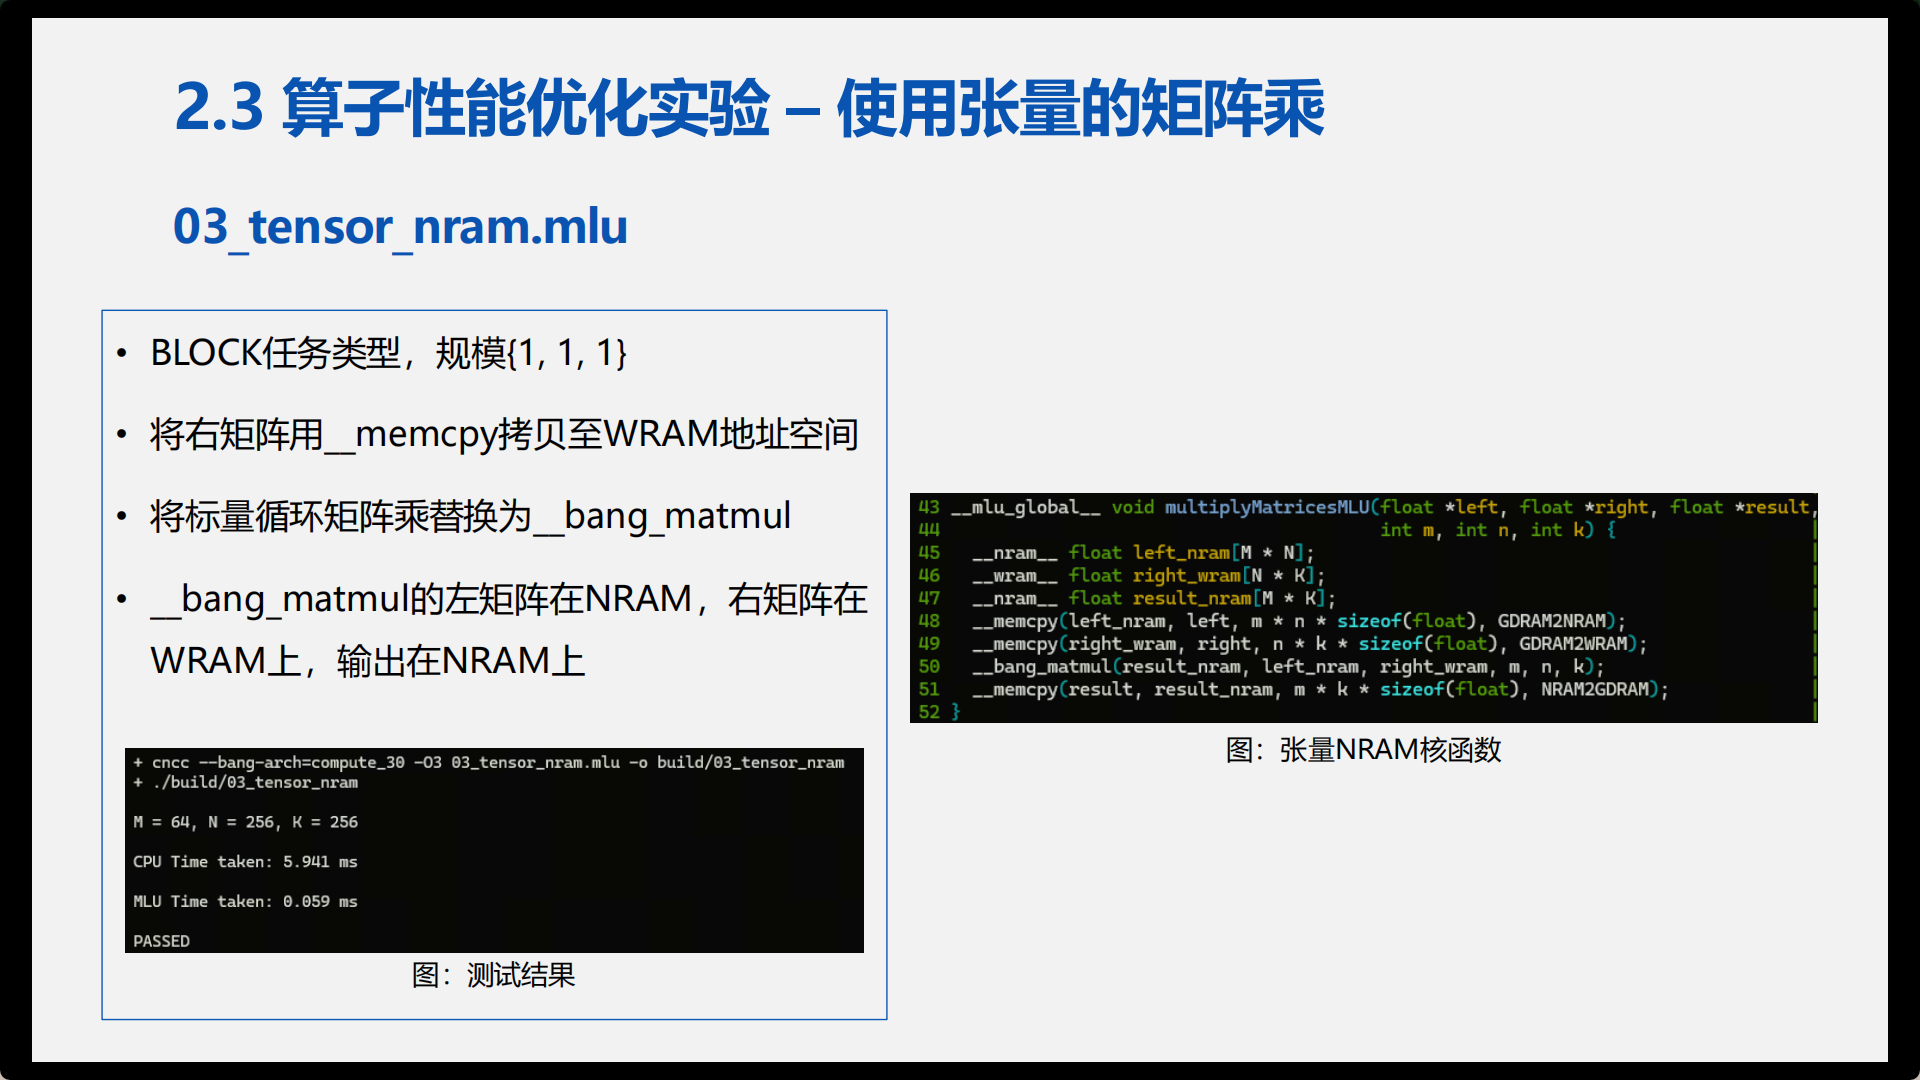 2.3 算子性能优化实验 – 使用张量的矩阵乘
03_tensor_nram.mlu
• BLOCK任务类型，规模{1, 1, 1}
• 将右矩阵用__memcpy拷贝至WRAM地址空间
• 将标量循环矩阵乘替换为__bang_matmul
• __bang_matmul的左矩阵在NRAM，右矩阵在
WRAM上，输出在NRAM上
+ cncc --bang-arch=compute_30 -O3 03_tensor_nram.mlu -o build/03_tensor_nram
+ ./build/03_tensor_nram
M = 64, N = 256, K = 256
CPU Time taken: 5.941 ms
MLU Time taken: 0.059 ms
PASSED
图：测试结果
43 __mlu_global__ void multiplyMatricesMLU(float *left, float *right, float *result,
44 int m, int n, int k) {
45 __nram__ float left_nram[M * N];
46 __wram__ float right_wram[N * K];
47 __nram__ float result_nram[M * K];
48 __memcpy(left_nram, left, m * n * sizeof(float), GDRAM2NRAM);
49 __memcpy(right_wram, right, n * k * sizeof(float), GDRAM2WRAM);
50 __bang_matmul(result_nram, left_nram, right_wram, m, n, k);
51 __memcpy(result, result_nram, m * k * sizeof(float), NRAM2GDRAM);
52 }
图：张量NRAM核函数